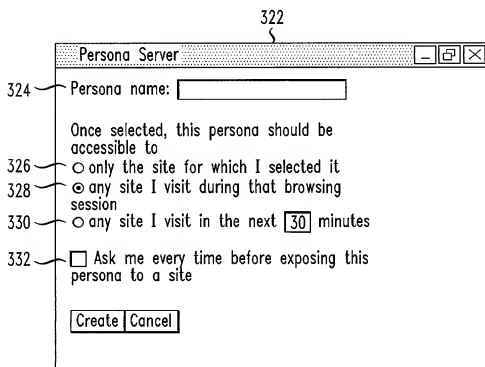 322
Persona Server
324 Persona name:
Once selected, this persona should be
accessible to
326 only the site for which I selected it
328 any site I visit during that browsing
session
330 any site I visit in the next 30 minutes
332 Ask me every time before exposing this
persona to a site
Create Cancel